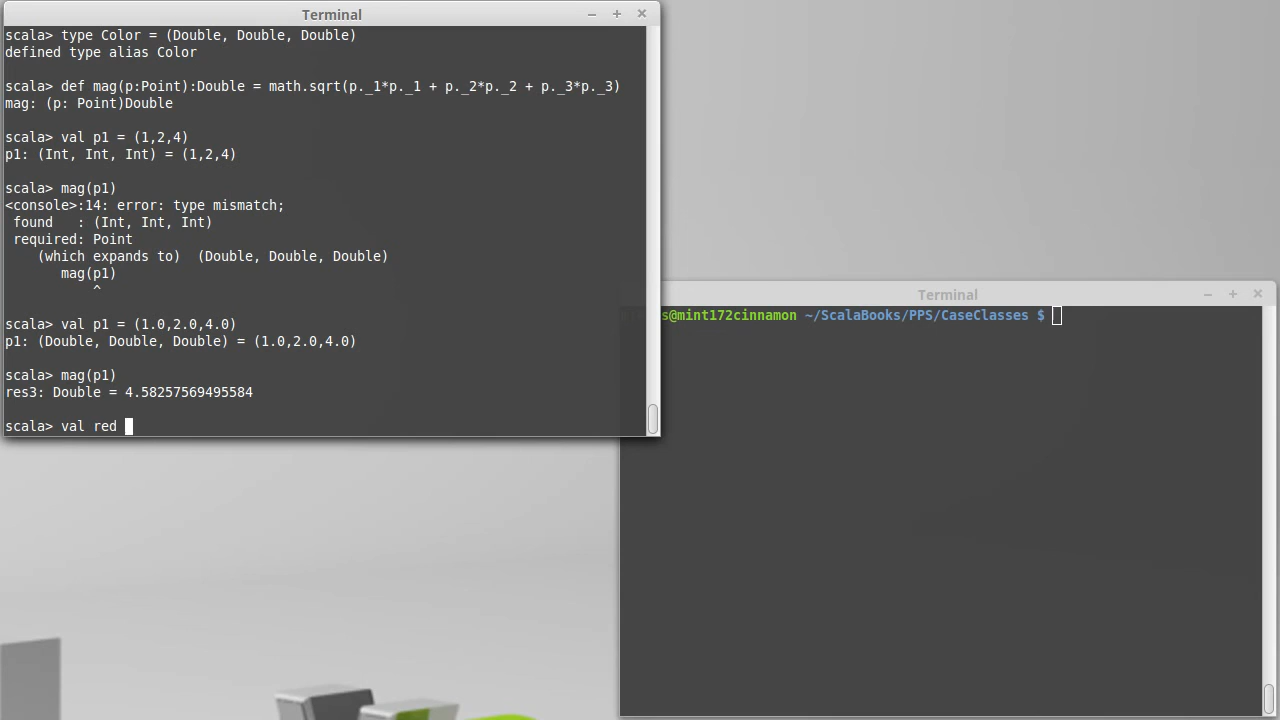 Terminal
scala> type Color = (Double, Double, Double)
defined type alias Color
scala> def mag(p:Point):Double = math.sqrt(p._1*p._1 + p._2*p._2 + p._3*p._3)
mag: (p: Point)Double
scala> val p1 = (1,2,4)
p1: (Int, Int, Int) = (1,2,4)
scala> mag(p1)
<console>:14: error: type mismatch;
 found   : (Int, Int, Int)
 required: Point
    (which expands to)  (Double, Double, Double)
       mag(p1)
           ^
scala> val p1 = (1.0,2.0,4.0)
p1: (Double, Double, Double) = (1.0,2.0,4.0)
scala> mag(p1)
res3: Double = 4.58257569495584
scala> val red
Terminal
s@mint172cinnamon ~/ScalaBooks/PPS/CaseClasses $